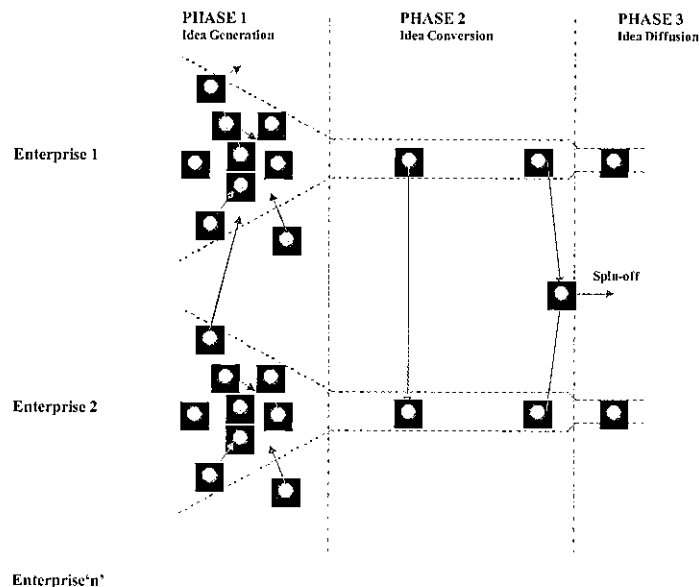 PHASE 1
Idea Generation
PHASE 2
Idea Conversion
PHASE 3
Idea Diffusion
Enterprise 1
Spin-off
Enterprise 2
Enterprise'n'